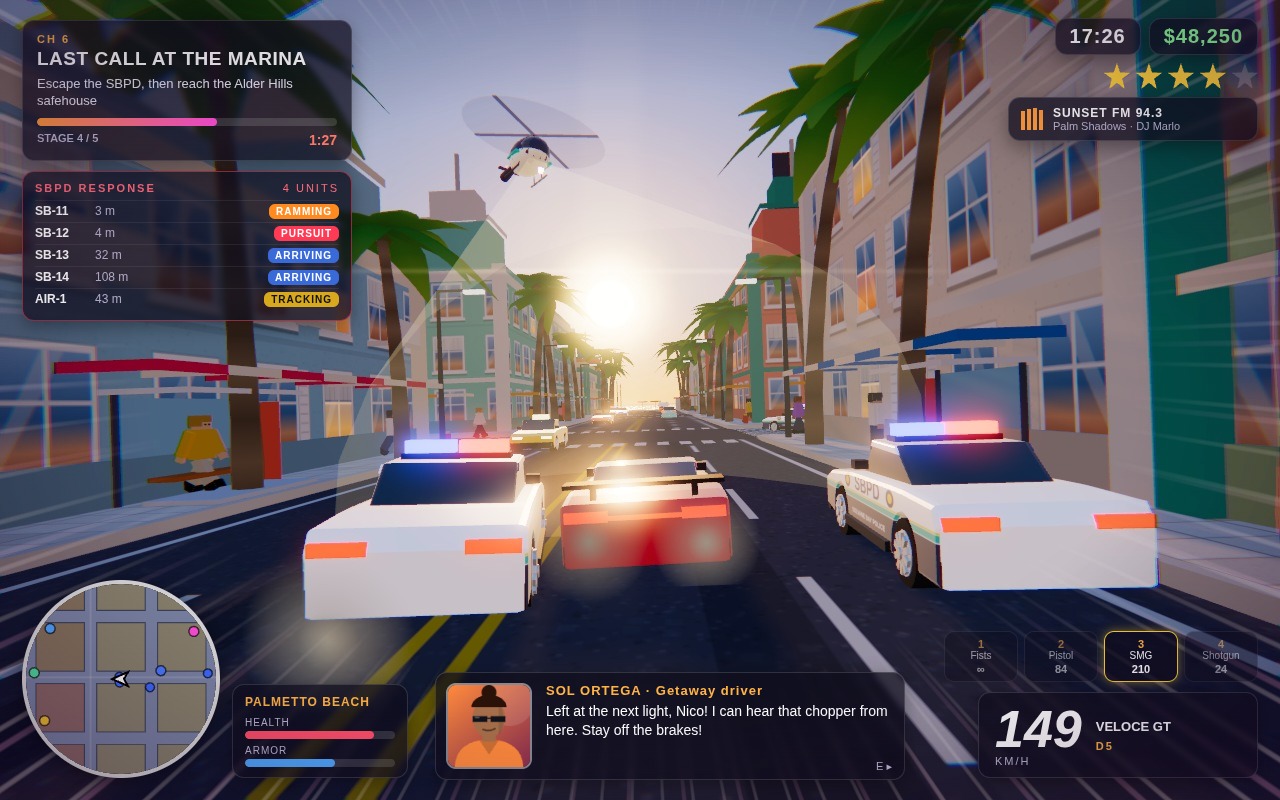 CH 6
LAST CALL AT THE MARINA
Escape the SBPD, then reach the Alder Hills
safehouse
STAGE 4 / 5
1:27
SBPD RESPONSE
4 UNITS
SB-11 3 m RAMMING
SB-12 4 m PURSUIT
SB-13 32 m ARRIVING
SB-14 108 m ARRIVING
AIR-1 43 m TRACKING
17:26
$48,250
SUNSET FM 94.3
Palm Shadows · DJ Marlo
SBPD
PALMETTO BEACH
HEALTH
ARMOR
SOL ORTEGA · Getaway driver
Left at the next light, Nico! I can hear that chopper from
here. Stay off the brakes!
E ▸
1 2 3 4
Fists Pistol SMG Shotgun
∞ 84 210 24
149
KM/H
VELOCE GT
D5